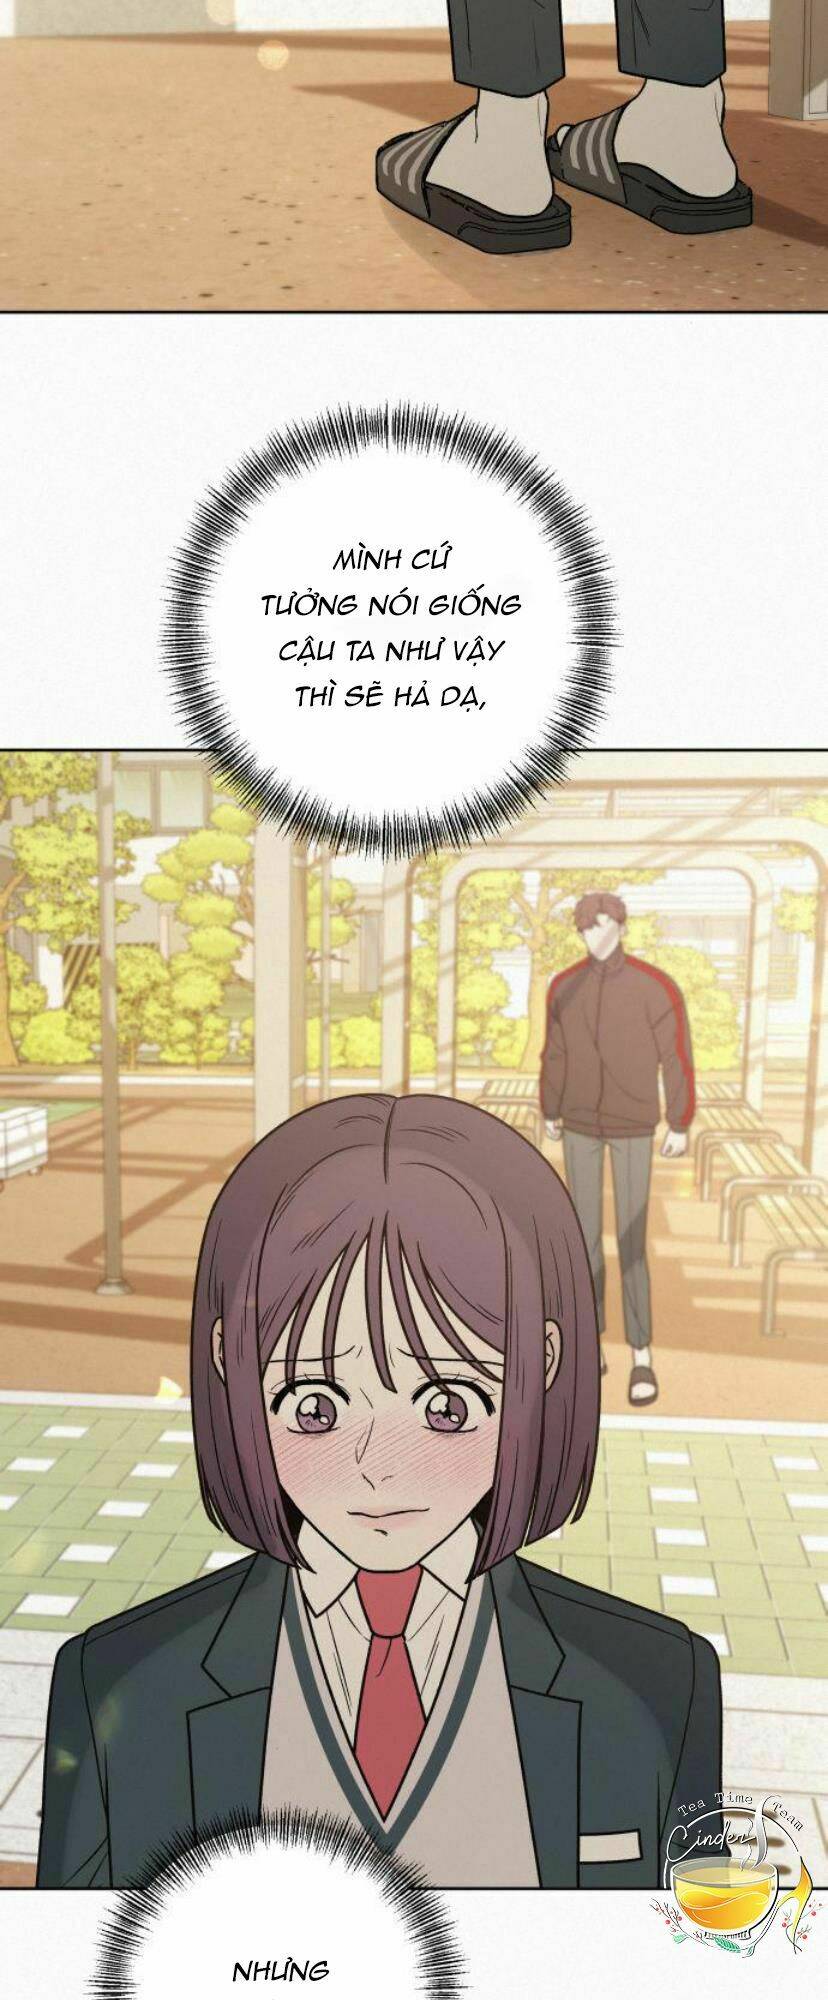 MÌNH CỨ
TƯỞNG NÓI GIỐNG
CẬU TA NHƯ VẬY
THÌ SẼ HẢ DẠ,
Tea Time Team
Cinder
NHƯNG